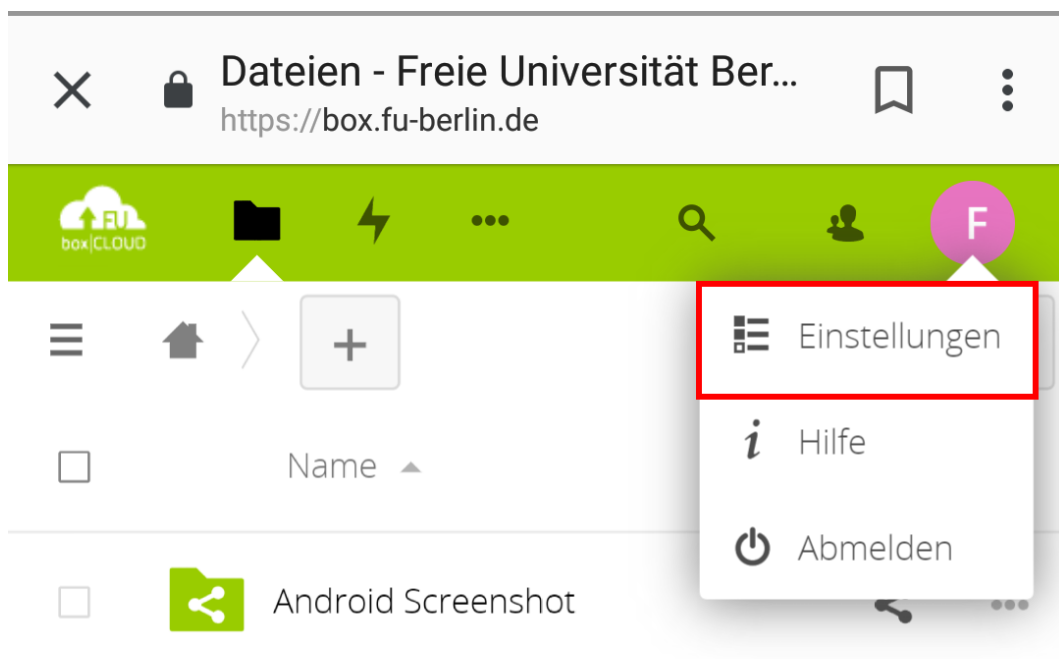 Dateien - Freie Universität Ber...
https://box.fu-berlin.de
FU
box|CLOUD
F
Einstellungen
Hilfe
Name
Abmelden
Android Screenshot